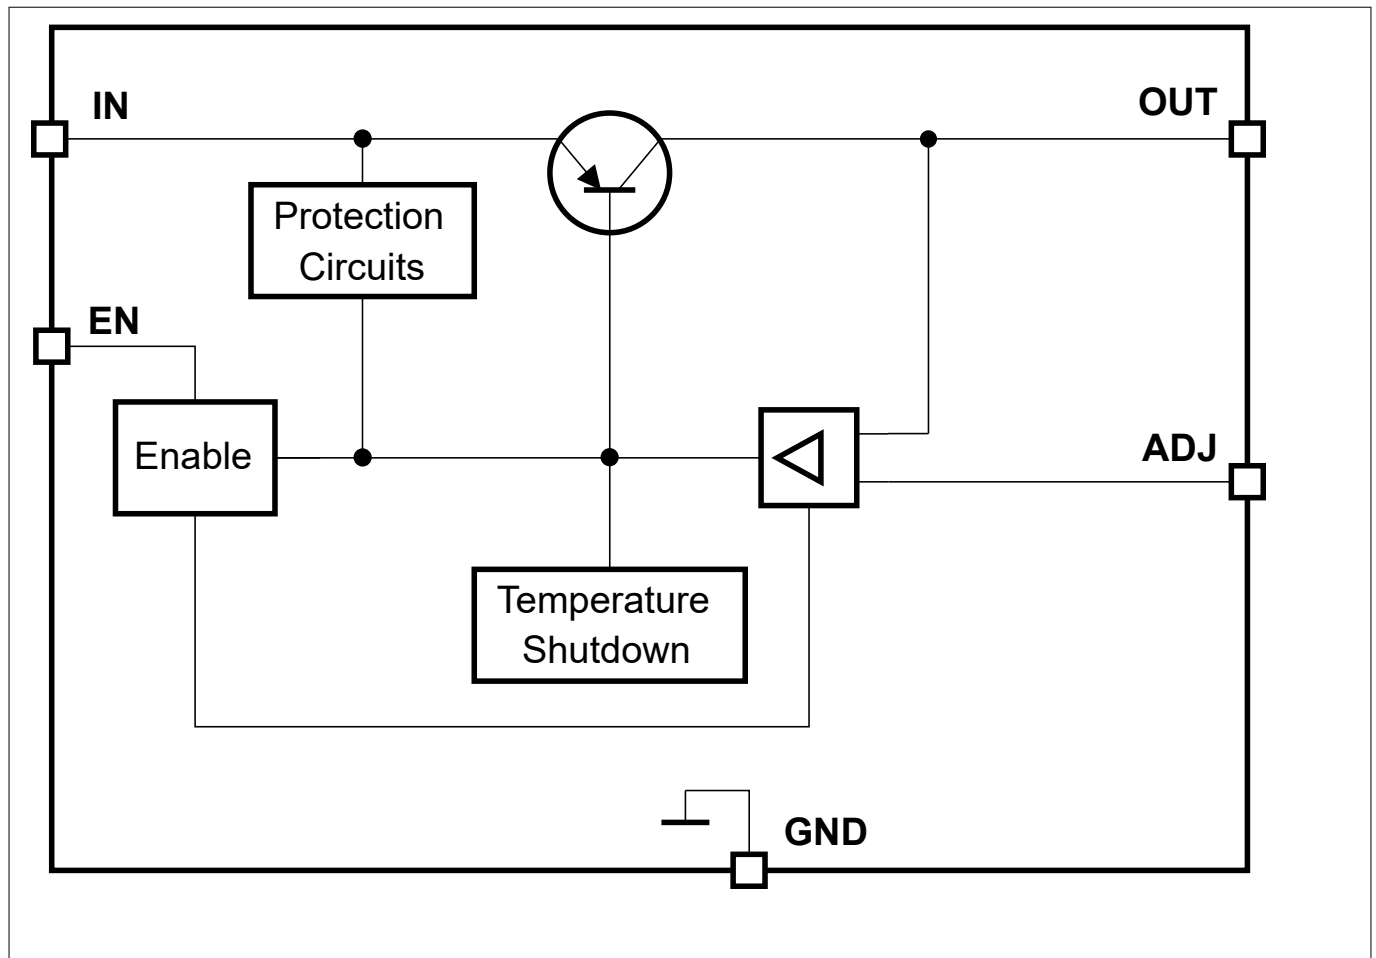 IN
OUT
Protection
Circuits
EN
Enable
ADJ
Temperature
Shutdown
GND